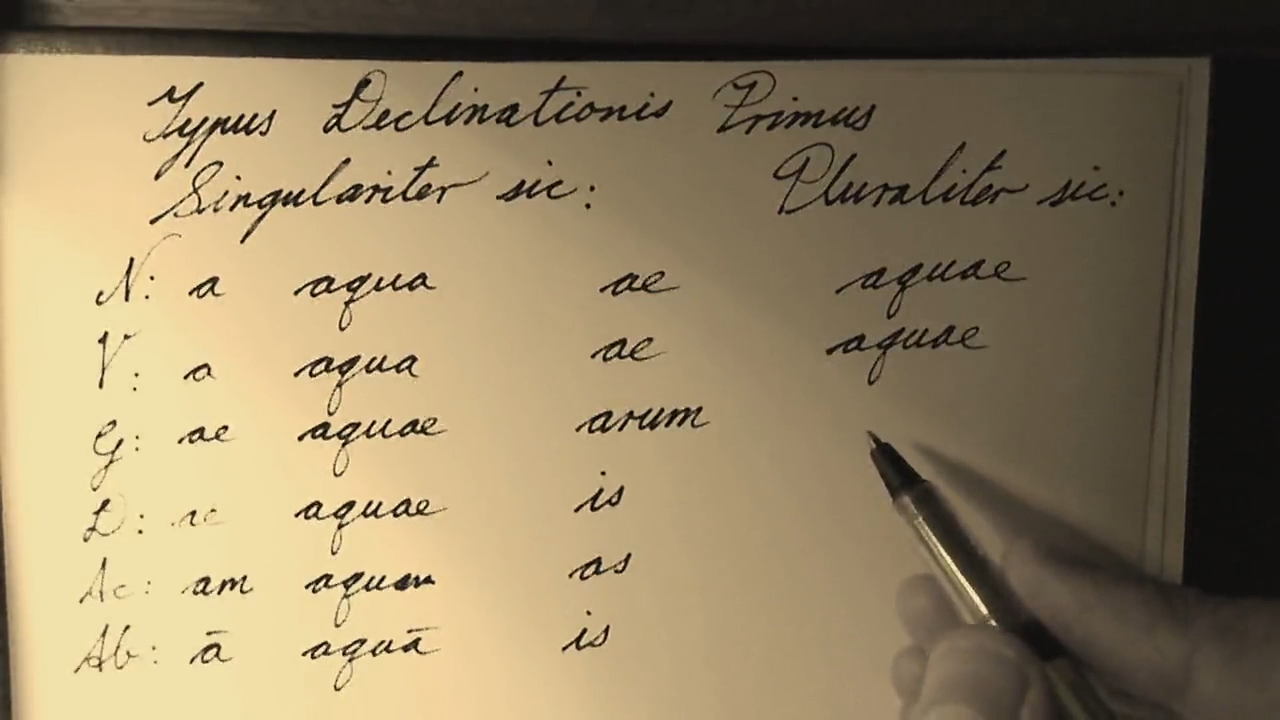 Typus Declinationis Primus
Singulariter sic: Pluraliter sic:
N: a aqua ae aquae
V: a aqua ae aquae
G: ae aquae arum
D: ae aquae is
Ac: am aquam as
Ab: ā aquā is